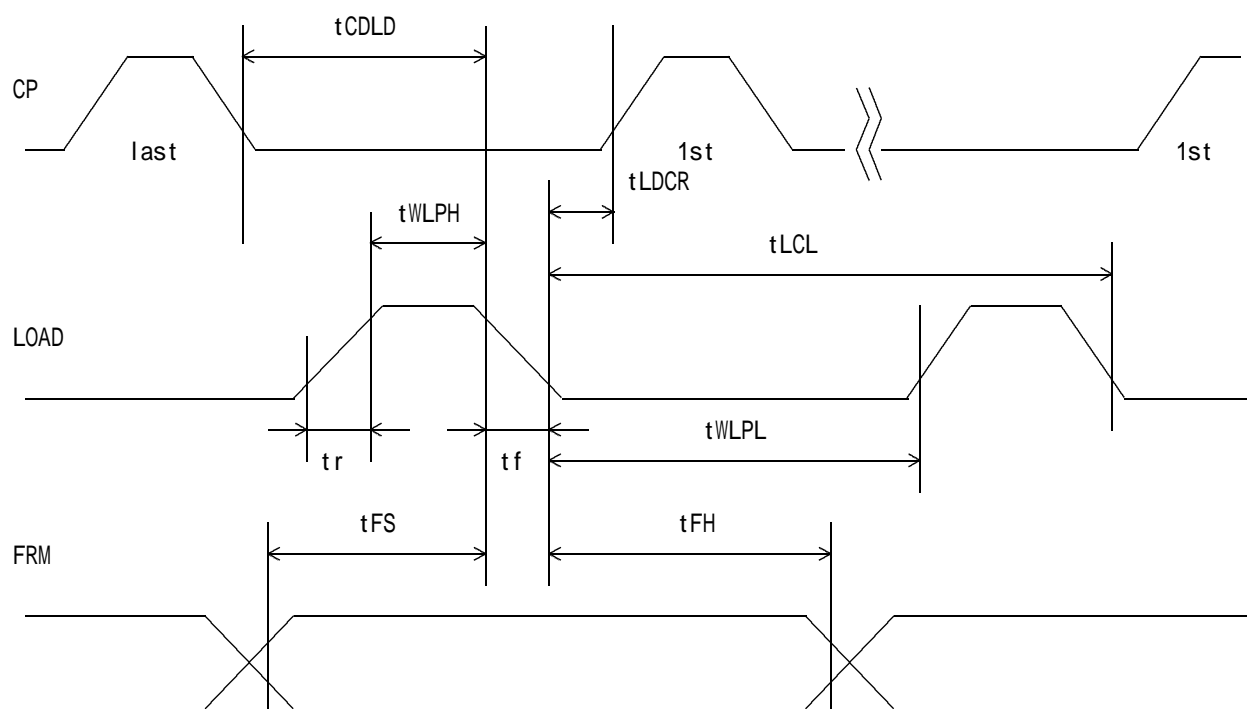 tCDLD
CP
last
1st
1st
tLDCR
tWLPH
tLCL
LOAD
tWLPL
tr
tf
tFS
tFH
FRM